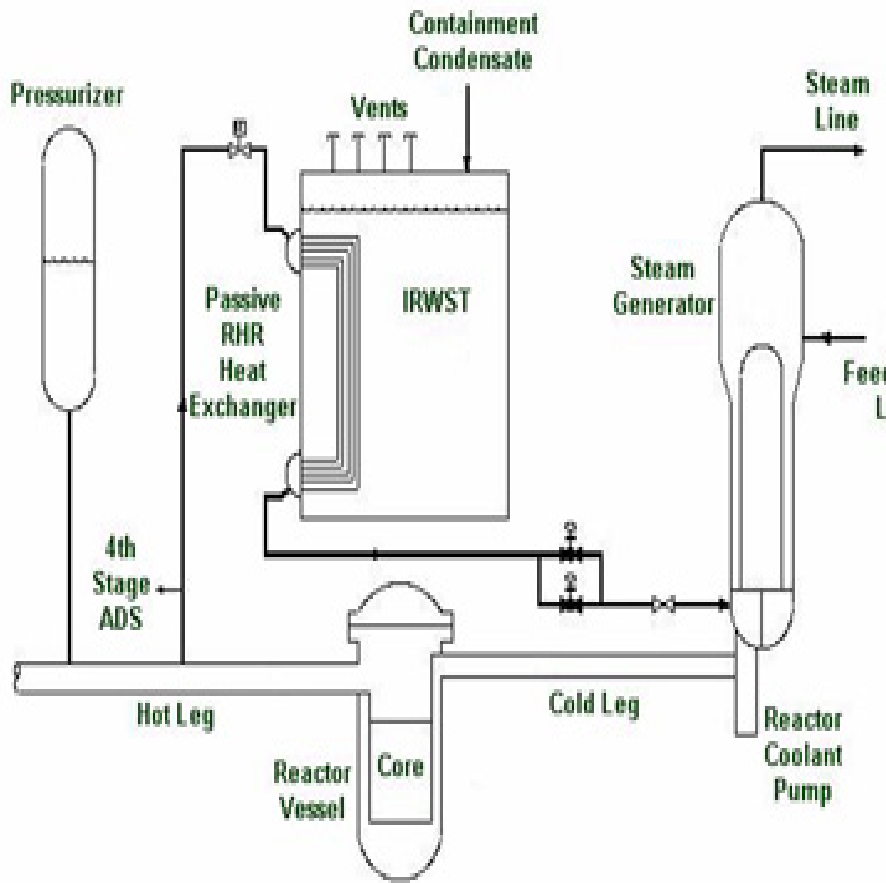 Containment
Condensate
Pressurizer
Vents
Steam
Line
Passive
RHR
Heat
Exchanger
IRWST
Steam
Generator
Fee
L
4th
Stage
ADS
Hot Leg
Cold Leg
Reactor
Vessel
Core
Reactor
Coolant
Pump